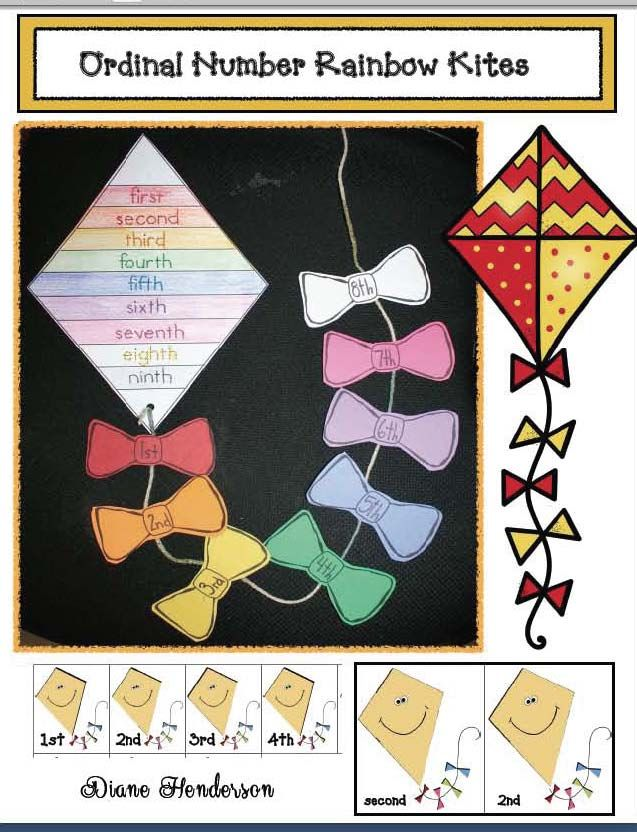 Ordinal Number Rainbow Kites
first
second
third
fourth
fifth
sixth
seventh
eighth
ninth
8th
7th
6th
5th
4th
3rd
2nd
1st
1st
2nd
3rd
4th
second
2nd
Diane Henderson